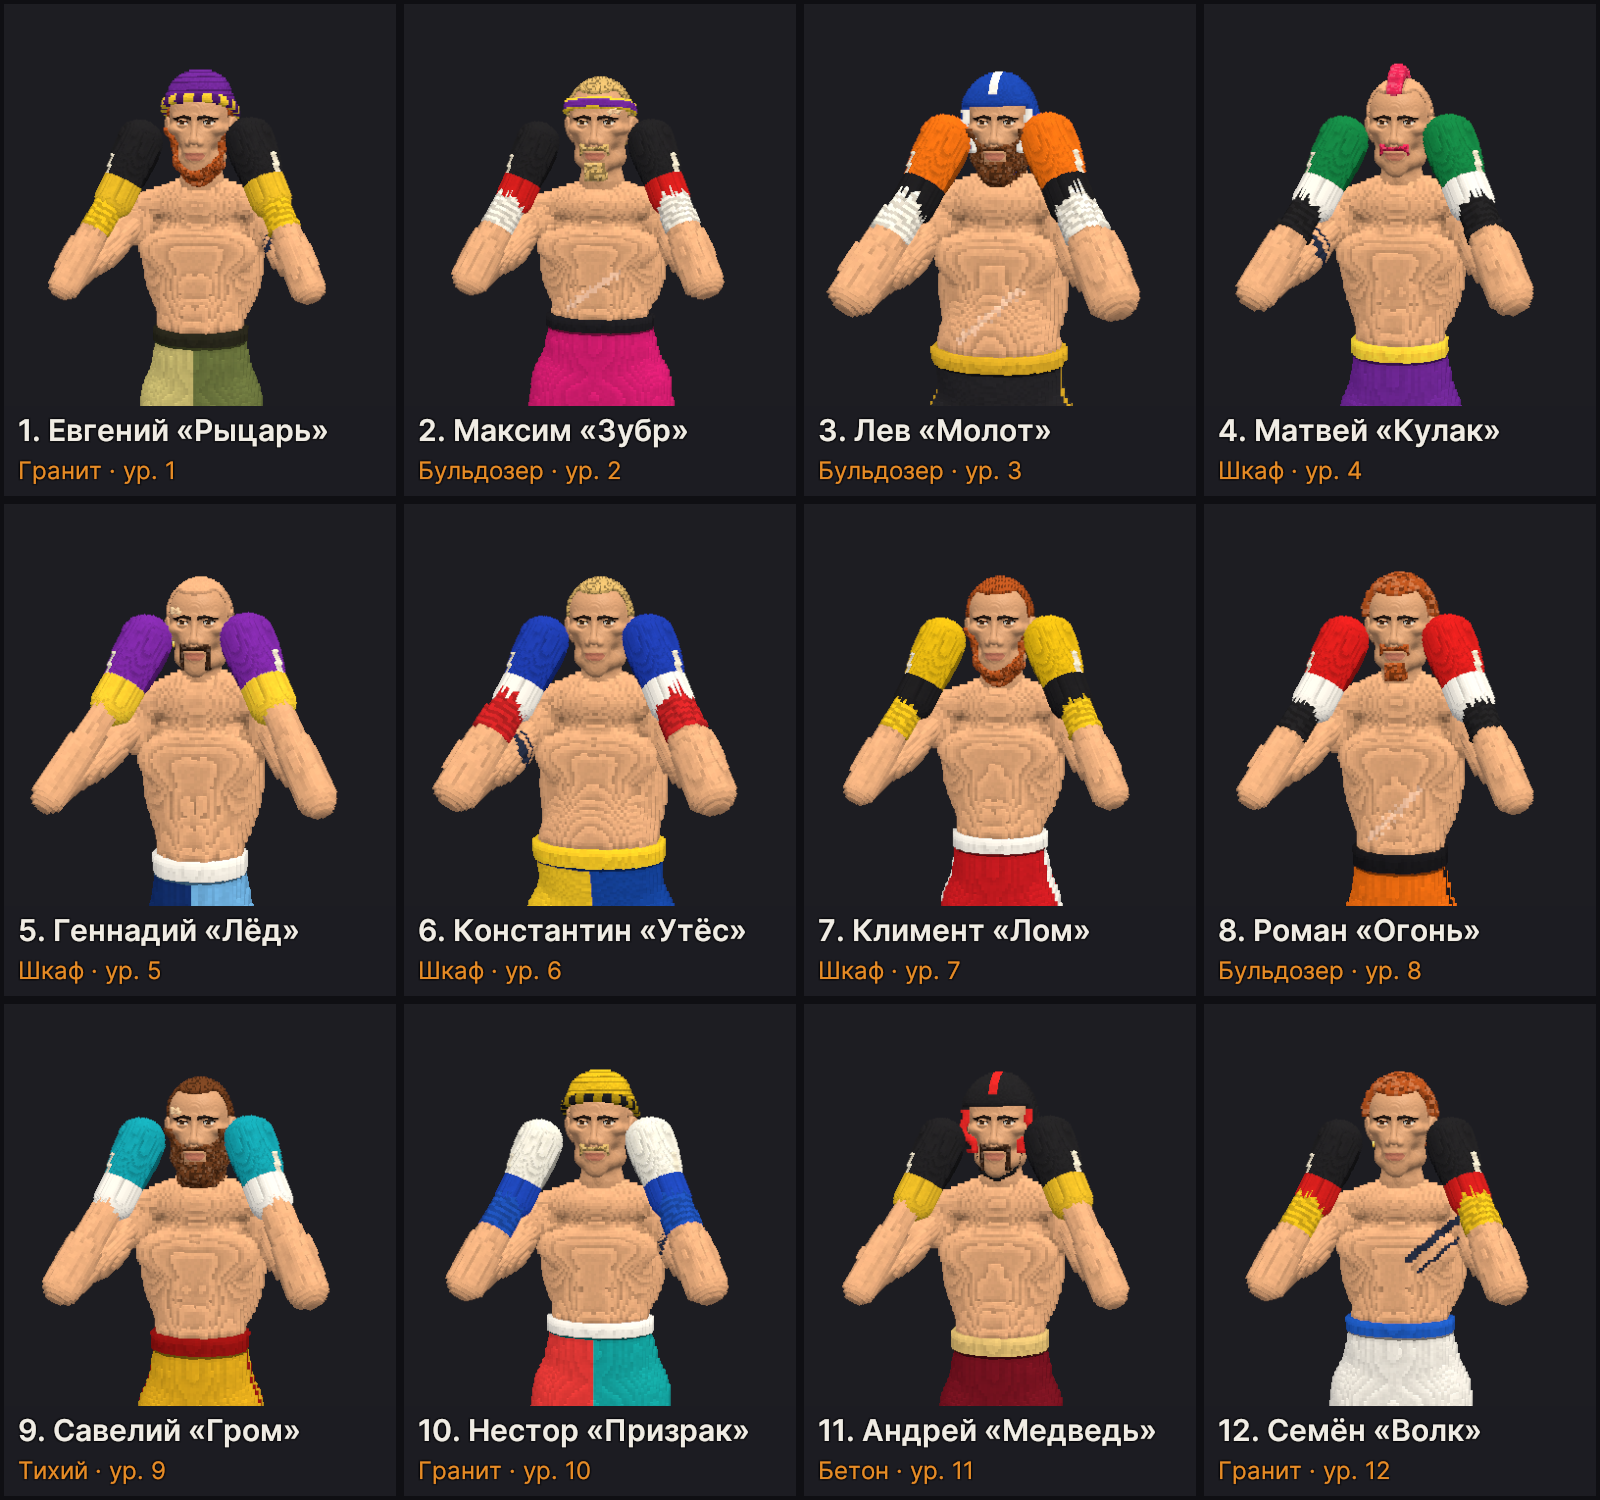 1. Евгений «Рыцарь»
Гранит · ур. 1
2. Максим «Зубр»
Бульдозер · ур. 2
3. Лев «Молот»
Бульдозер · ур. 3
4. Матвей «Кулак»
Шкаф · ур. 4
5. Геннадий «Лёд»
Шкаф · ур. 5
6. Константин «Утёс»
Шкаф · ур. 6
7. Климент «Лом»
Шкаф · ур. 7
8. Роман «Огонь»
Бульдозер · ур. 8
9. Савелий «Гром»
Тихий · ур. 9
10. Нестор «Призрак»
Гранит · ур. 10
11. Андрей «Медведь»
Бетон · ур. 11
12. Семён «Волк»
Гранит · ур. 12